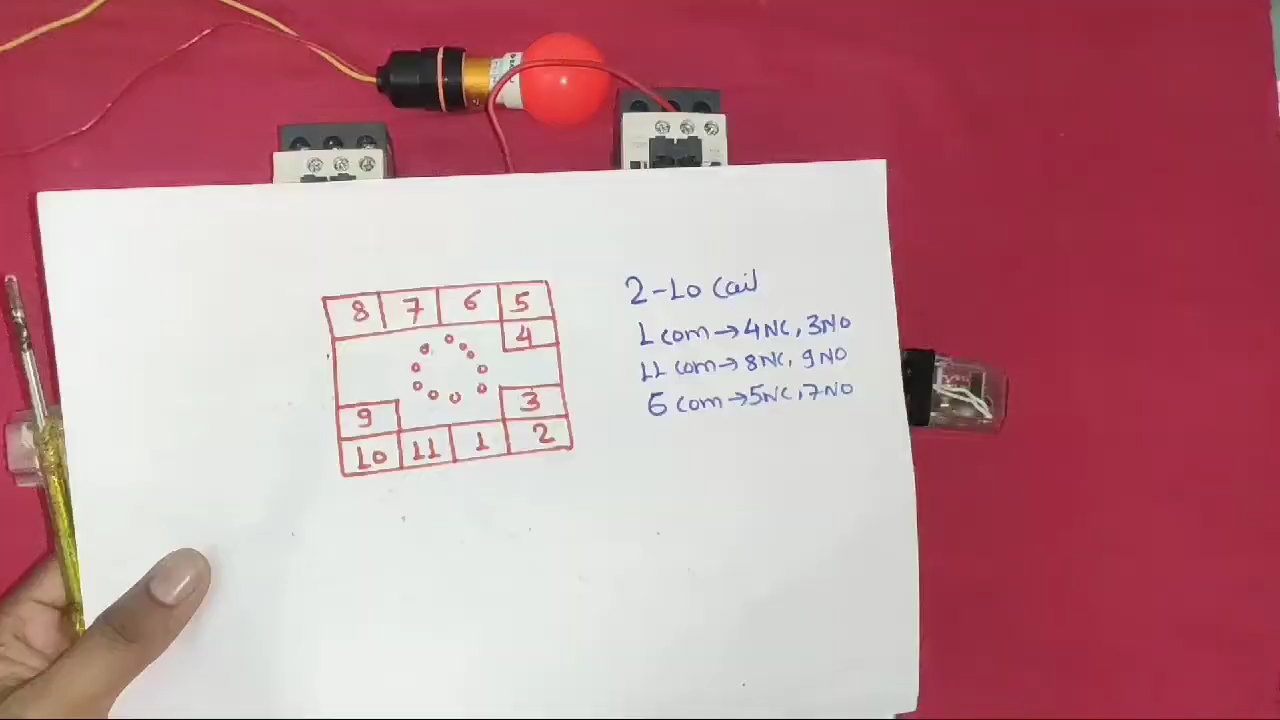 8 7 6 5
4
9 3
10 11 1 2
2-10 Cail
1 com→4NC, 3NO
11 com→8NC, 9NO
6 com→5NC, 7NO